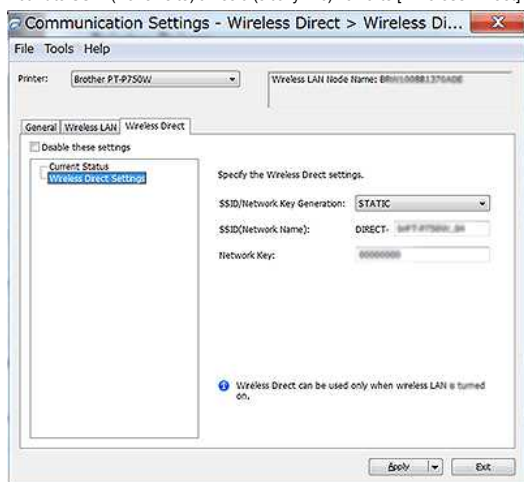 Communication Settings - Wireless Direct > Wireless Di...
File Tools Help
Printer: Brother PT-P750W Wireless LAN Node Name:
General Wireless LAN Wireless Direct
Disable these settings
Current Status
Wireless Direct Settings
Specify the Wireless Direct settings.
SSID/Network Key Generation: STATIC
SSID(Network Name): DIRECT-
Network Key:
Wireless Direct can be used only when wireless LAN is turned
on.
Apply Exit